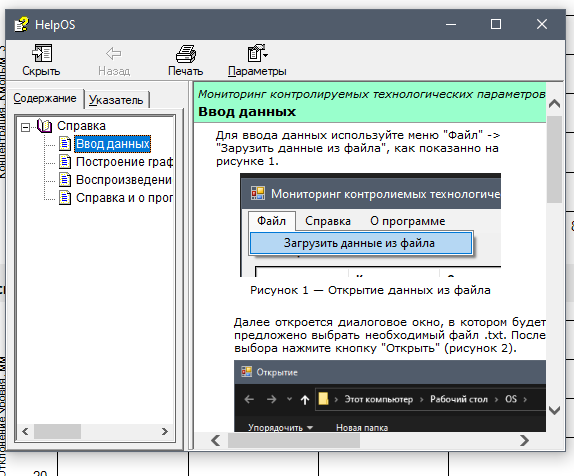 HelpOS
Скрыть
Назад
Печать
Параметры
Содержание
Указатель
Справка
Ввод данных
Построение граф
Воспроизведени
Справка и о прог
Мониторинг контролируемых технологических параметров
Ввод данных
Для ввода данных используйте меню "Файл" ->
"Зарузить данные из файла", как показанно на
рисунке 1.
Мониторинг контролиемых технологиче
Файл
Справка
О программе
Загрузить данные из файла
Рисунок 1 — Открытие данных из файла
Далее откроется диалоговое окно, в котором будет
предложено выбрать необходимый файл .txt. После
выбора нажмите кнопку "Открыть" (рисунок 2).
Открытие
Этот компьютер
Рабочий стол
OS
Упорядочить
Новая папка